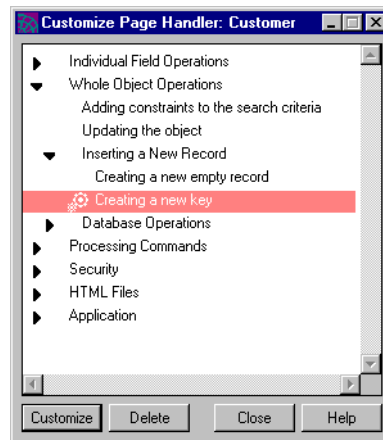 Customize Page Handler: Customer
Individual Field Operations
Whole Object Operations
Adding constraints to the search criteria
Updating the object
Inserting a New Record
Creating a new empty record
Creating a new key
Database Operations
Processing Commands
Security
HTML Files
Application
Customize Delete Close Help